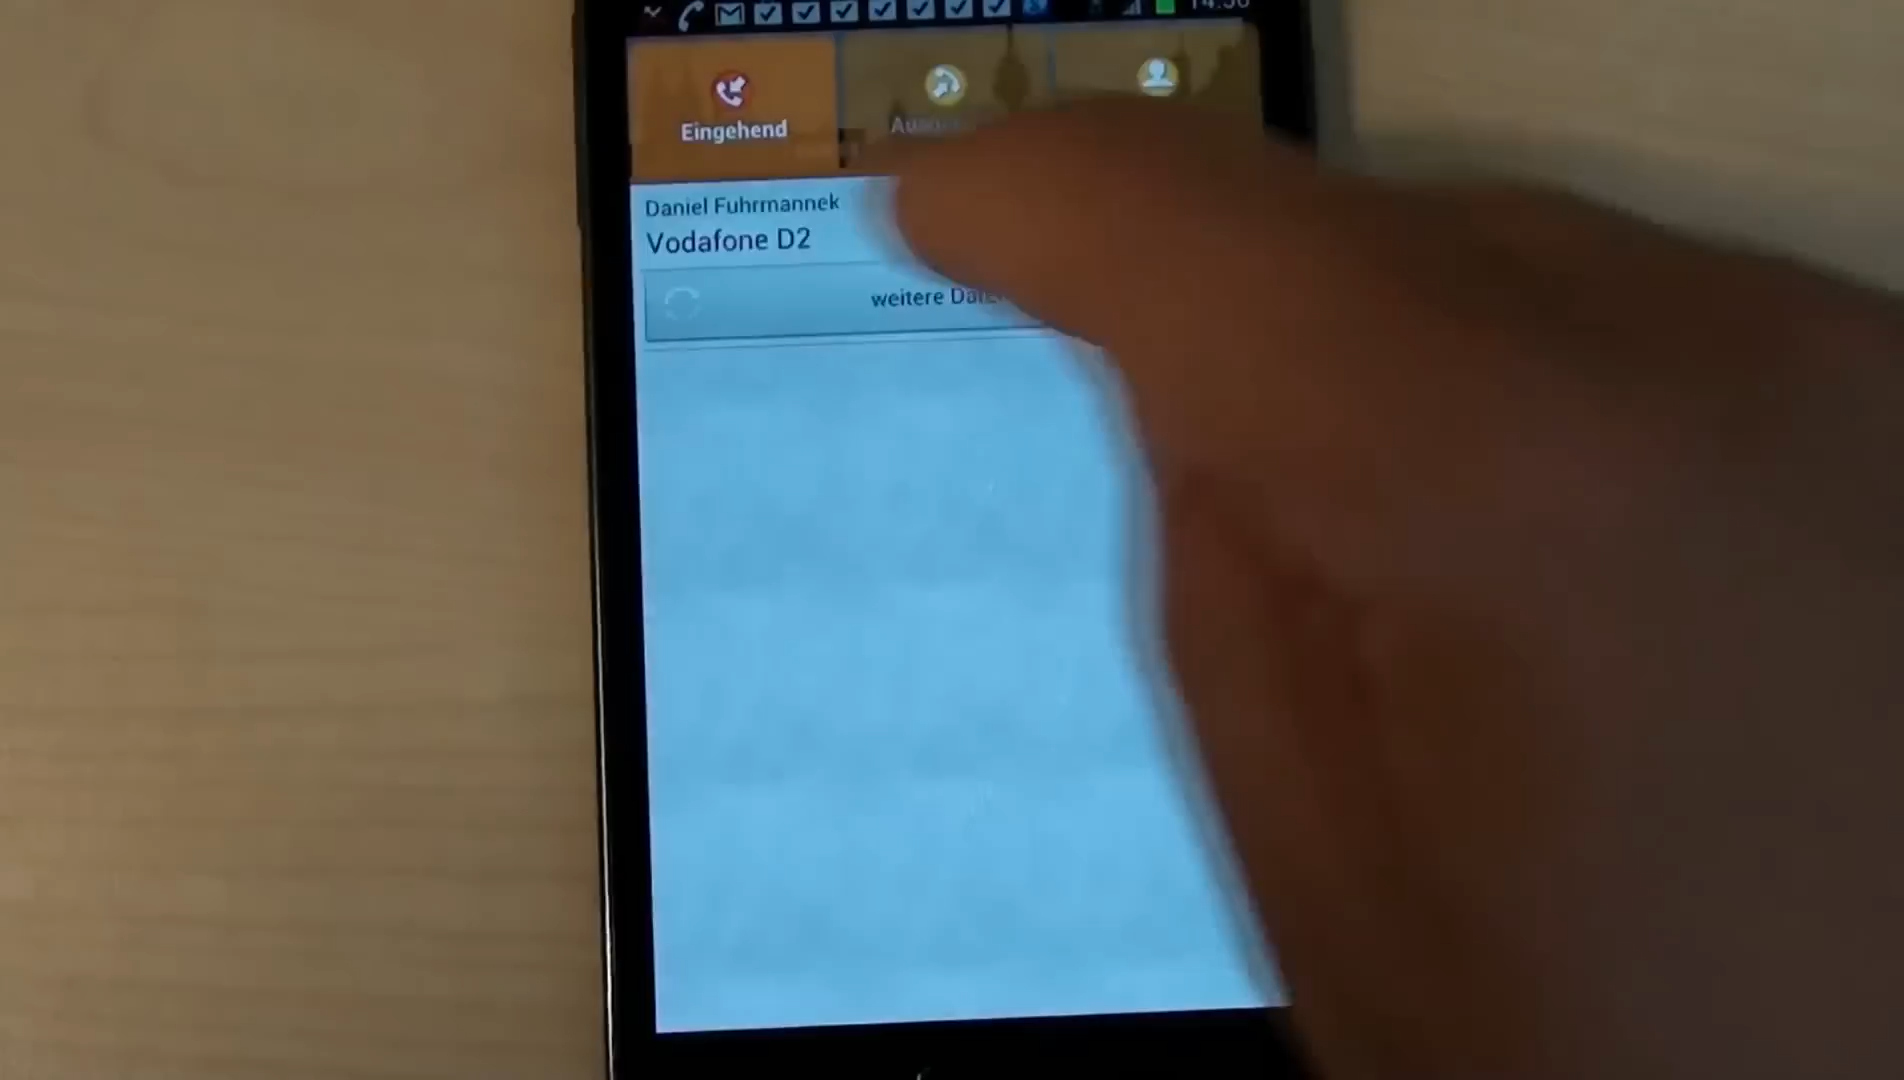 Eingehend
Daniel Fuhrmannek
Vodafone D2
weitere